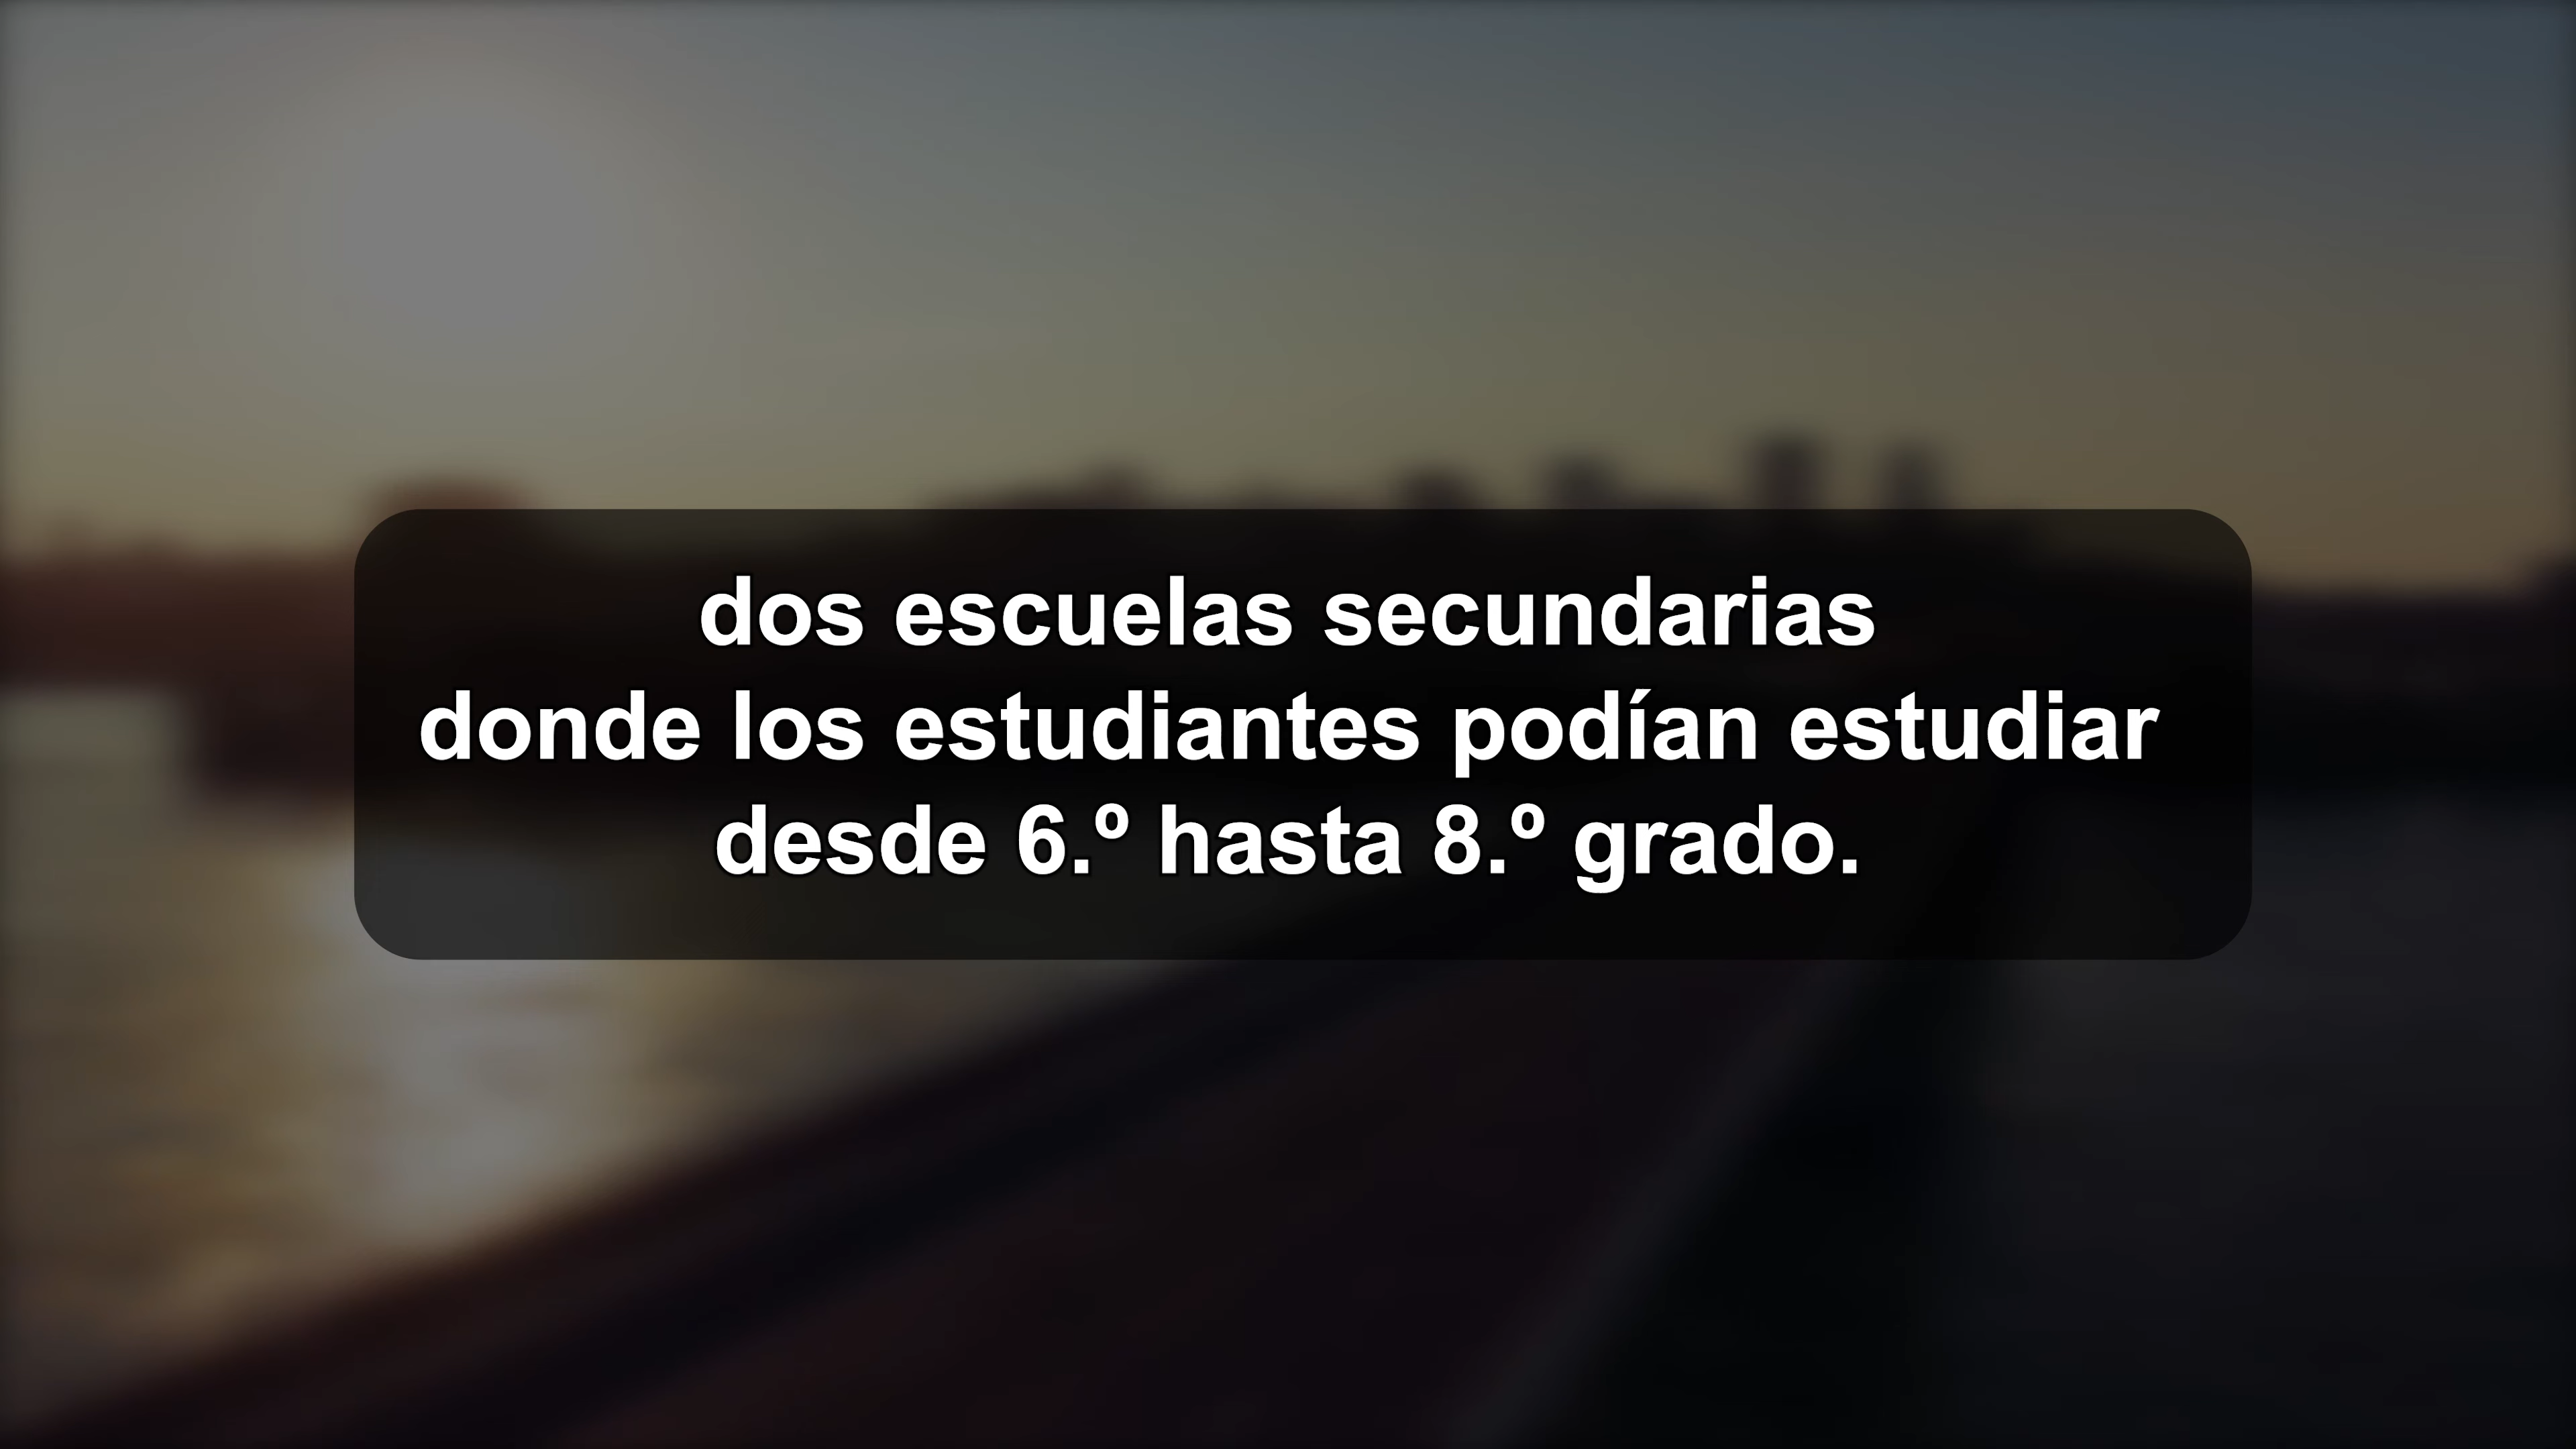 dos escuelas secundarias
donde los estudiantes podían estudiar
desde 6.º hasta 8.º grado.